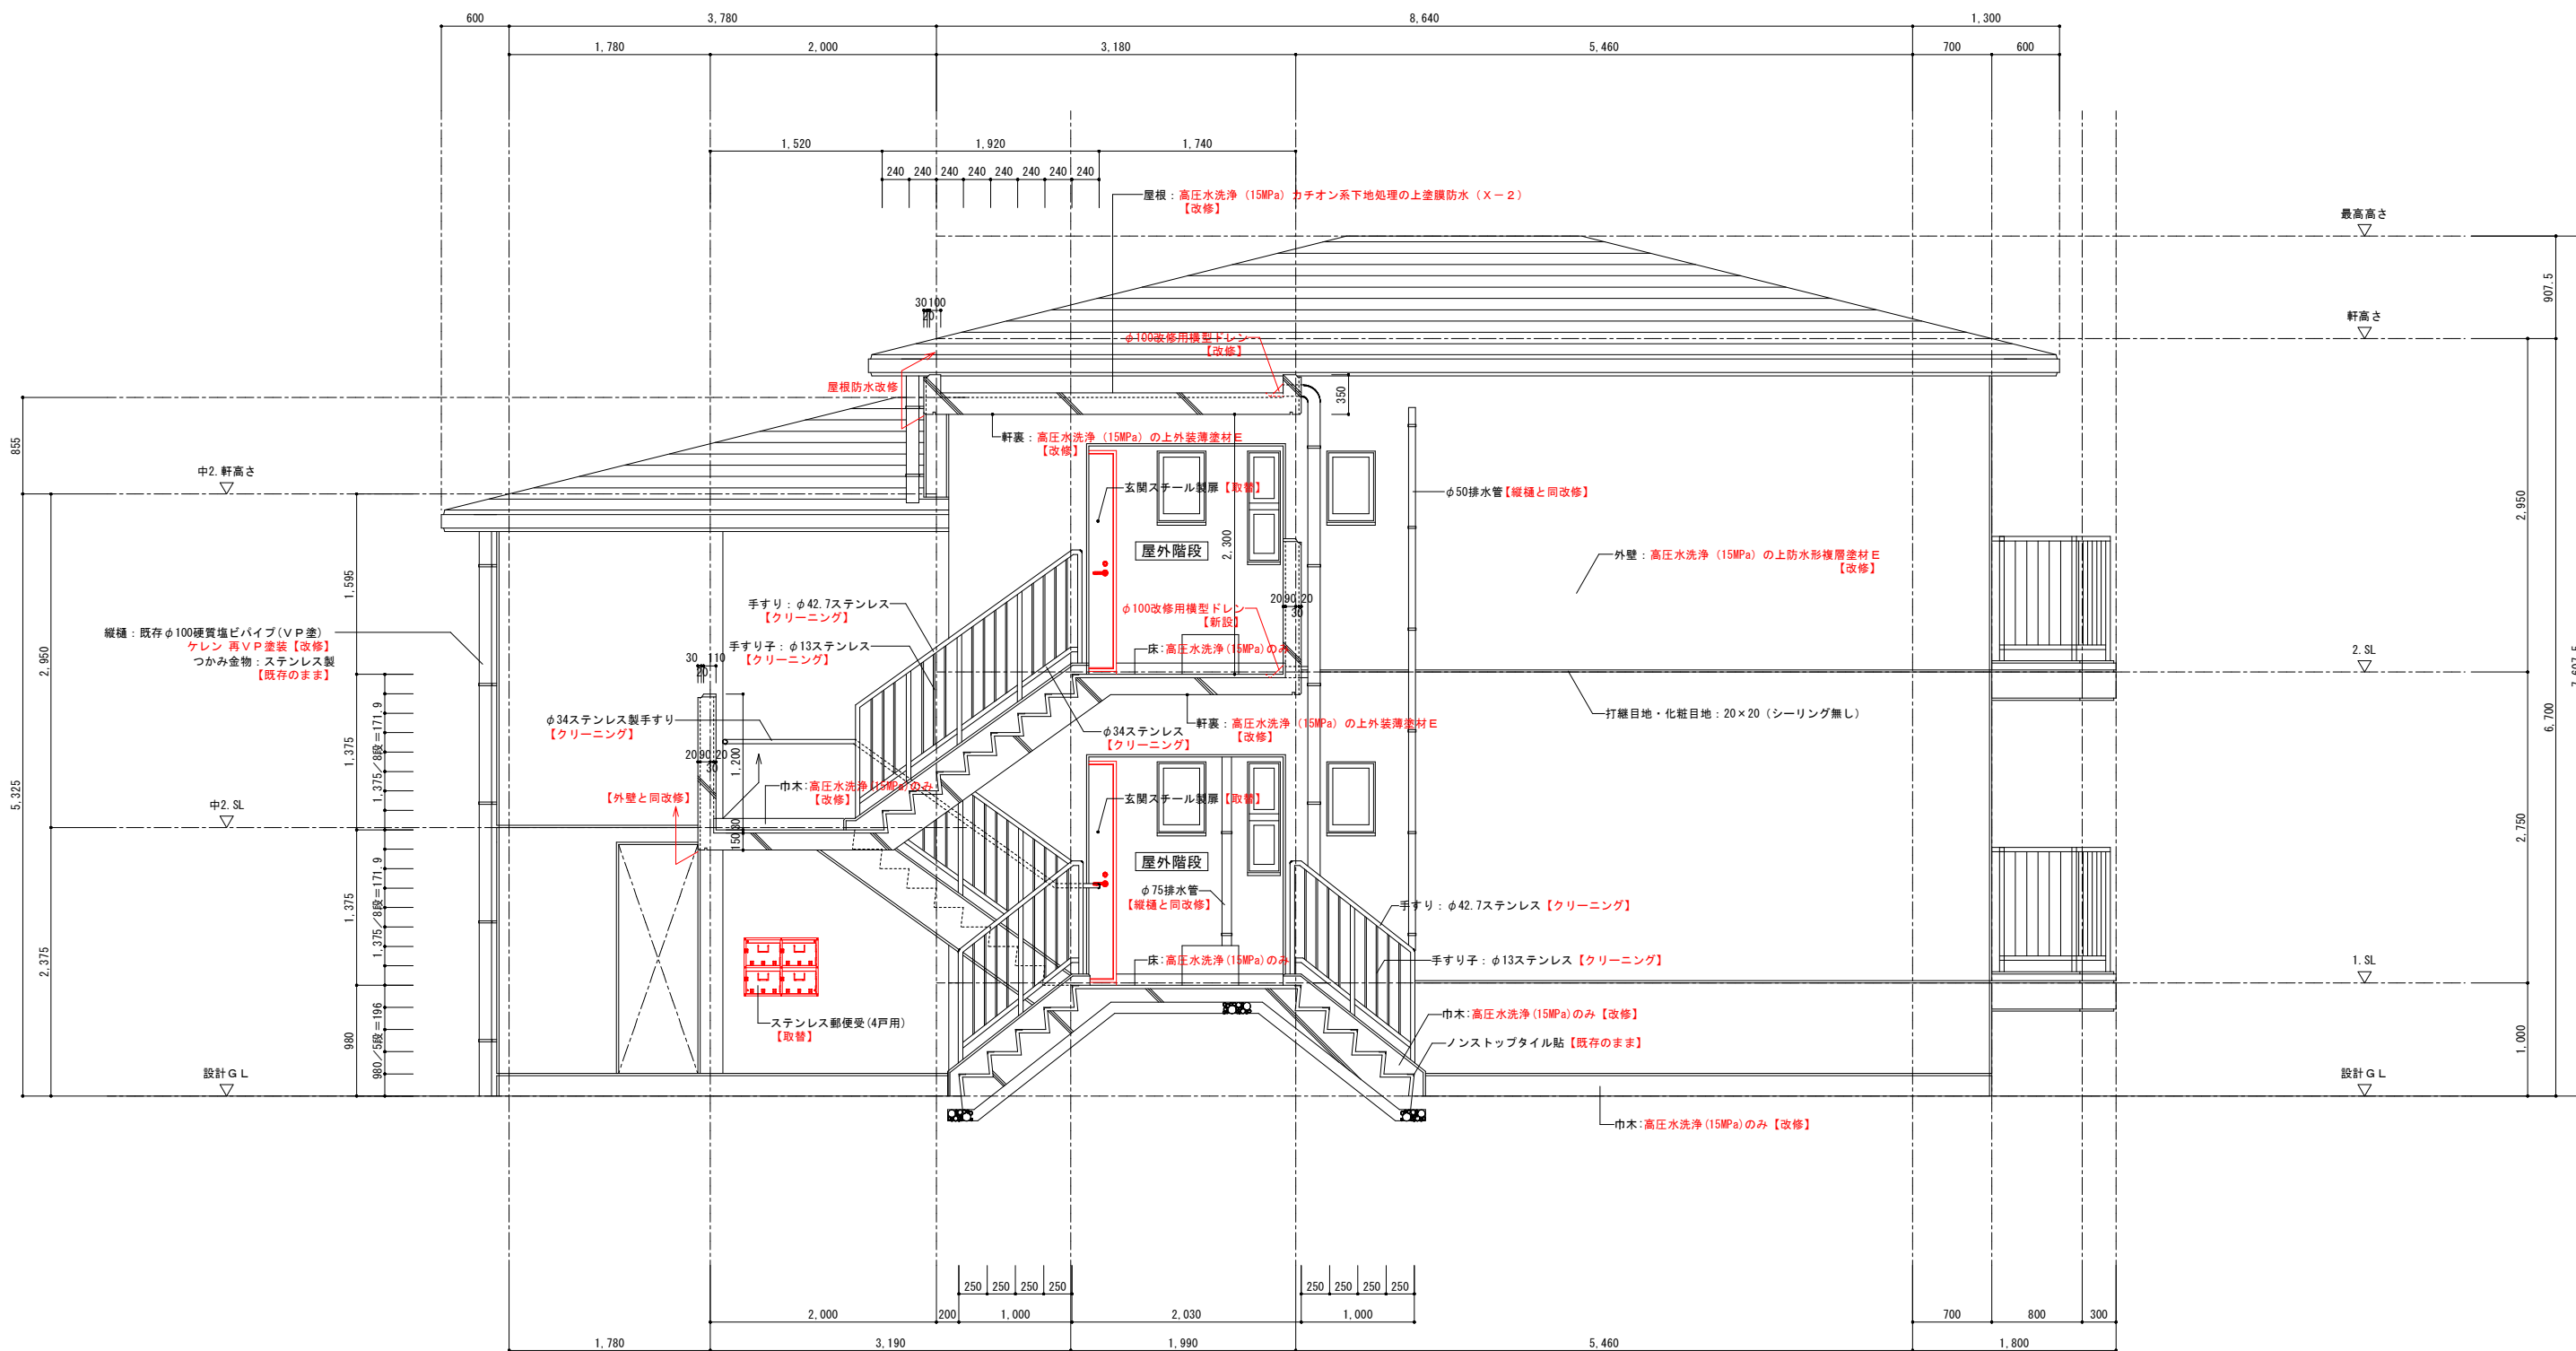 600
3,780
8,640
1,300
1,780
2,000
3,180
5,460
700
600
1,520
1,920
1,740
240 240 240 240 240 240 240 240
屋根：高圧水洗浄（15MPa）カチオン系下地処理の上塗膜防水（X－2）
【改修】
最高高さ
907.5
軒高さ
30 100
20
φ100改修用横型ドレン
【改修】
屋根防水改修
350
855
中2.軒高さ
軒裏：高圧水洗浄（15MPa）の上外装薄塗材E
【改修】
玄関スチール製扉【取替】
φ50排水管【縦樋と同改修】
2,950
2,300
屋外階段
外壁：高圧水洗浄（15MPa）の上防水形複層塗材E
【改修】
1,595
手すり：φ42.7ステンレス
【クリーニング】
φ100改修用横型ドレン
【新設】
20 90 20
30
縦樋：既存φ100硬質塩ビパイプ(VP塗)
ケレン 再VP塗装【改修】
つかみ金物：ステンレス製
【既存のまま】
手すり子：φ13ステンレス
【クリーニング】
床:高圧水洗浄(15MPa)のみ
2.SL
2,950
30 110
20
7,607.5
φ34ステンレス製手すり
【クリーニング】
軒裏：高圧水洗浄（15MPa）の上外装薄塗材E
【改修】
打継目地・化粧目地：20×20（シーリング無し）
6,700
φ34ステンレス
【クリーニング】
1,375
1,375／8段=171.9
20 90 20
30
1,200
5,325
巾木:高圧水洗浄(15MPa)のみ
【改修】
【外壁と同改修】
玄関スチール製扉【取替】
中2.SL
150 30
2,750
屋外階段
1,375
1,375／8段=171.9
φ75排水管
【縦樋と同改修】
手すり：φ42.7ステンレス【クリーニング】
2,375
床:高圧水洗浄(15MPa)のみ
手すり子：φ13ステンレス【クリーニング】
1.SL
ステンレス郵便受(4戸用)
【取替】
巾木:高圧水洗浄(15MPa)のみ【改修】
980
980／5段=196
ノンストップタイル貼【既存のまま】
1,000
設計GL
設計GL
巾木:高圧水洗浄(15MPa)のみ【改修】
250 250 250 250
250 250 250 250
2,000
200
1,000
2,030
1,000
700
800
300
1,780
3,190
1,990
5,460
1,800